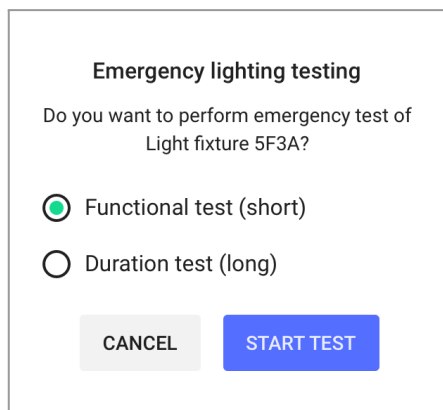 Emergency lighting testing
Do you want to perform emergency test of
Light fixture 5F3A?
Functional test (short)
Duration test (long)
CANCEL
START TEST